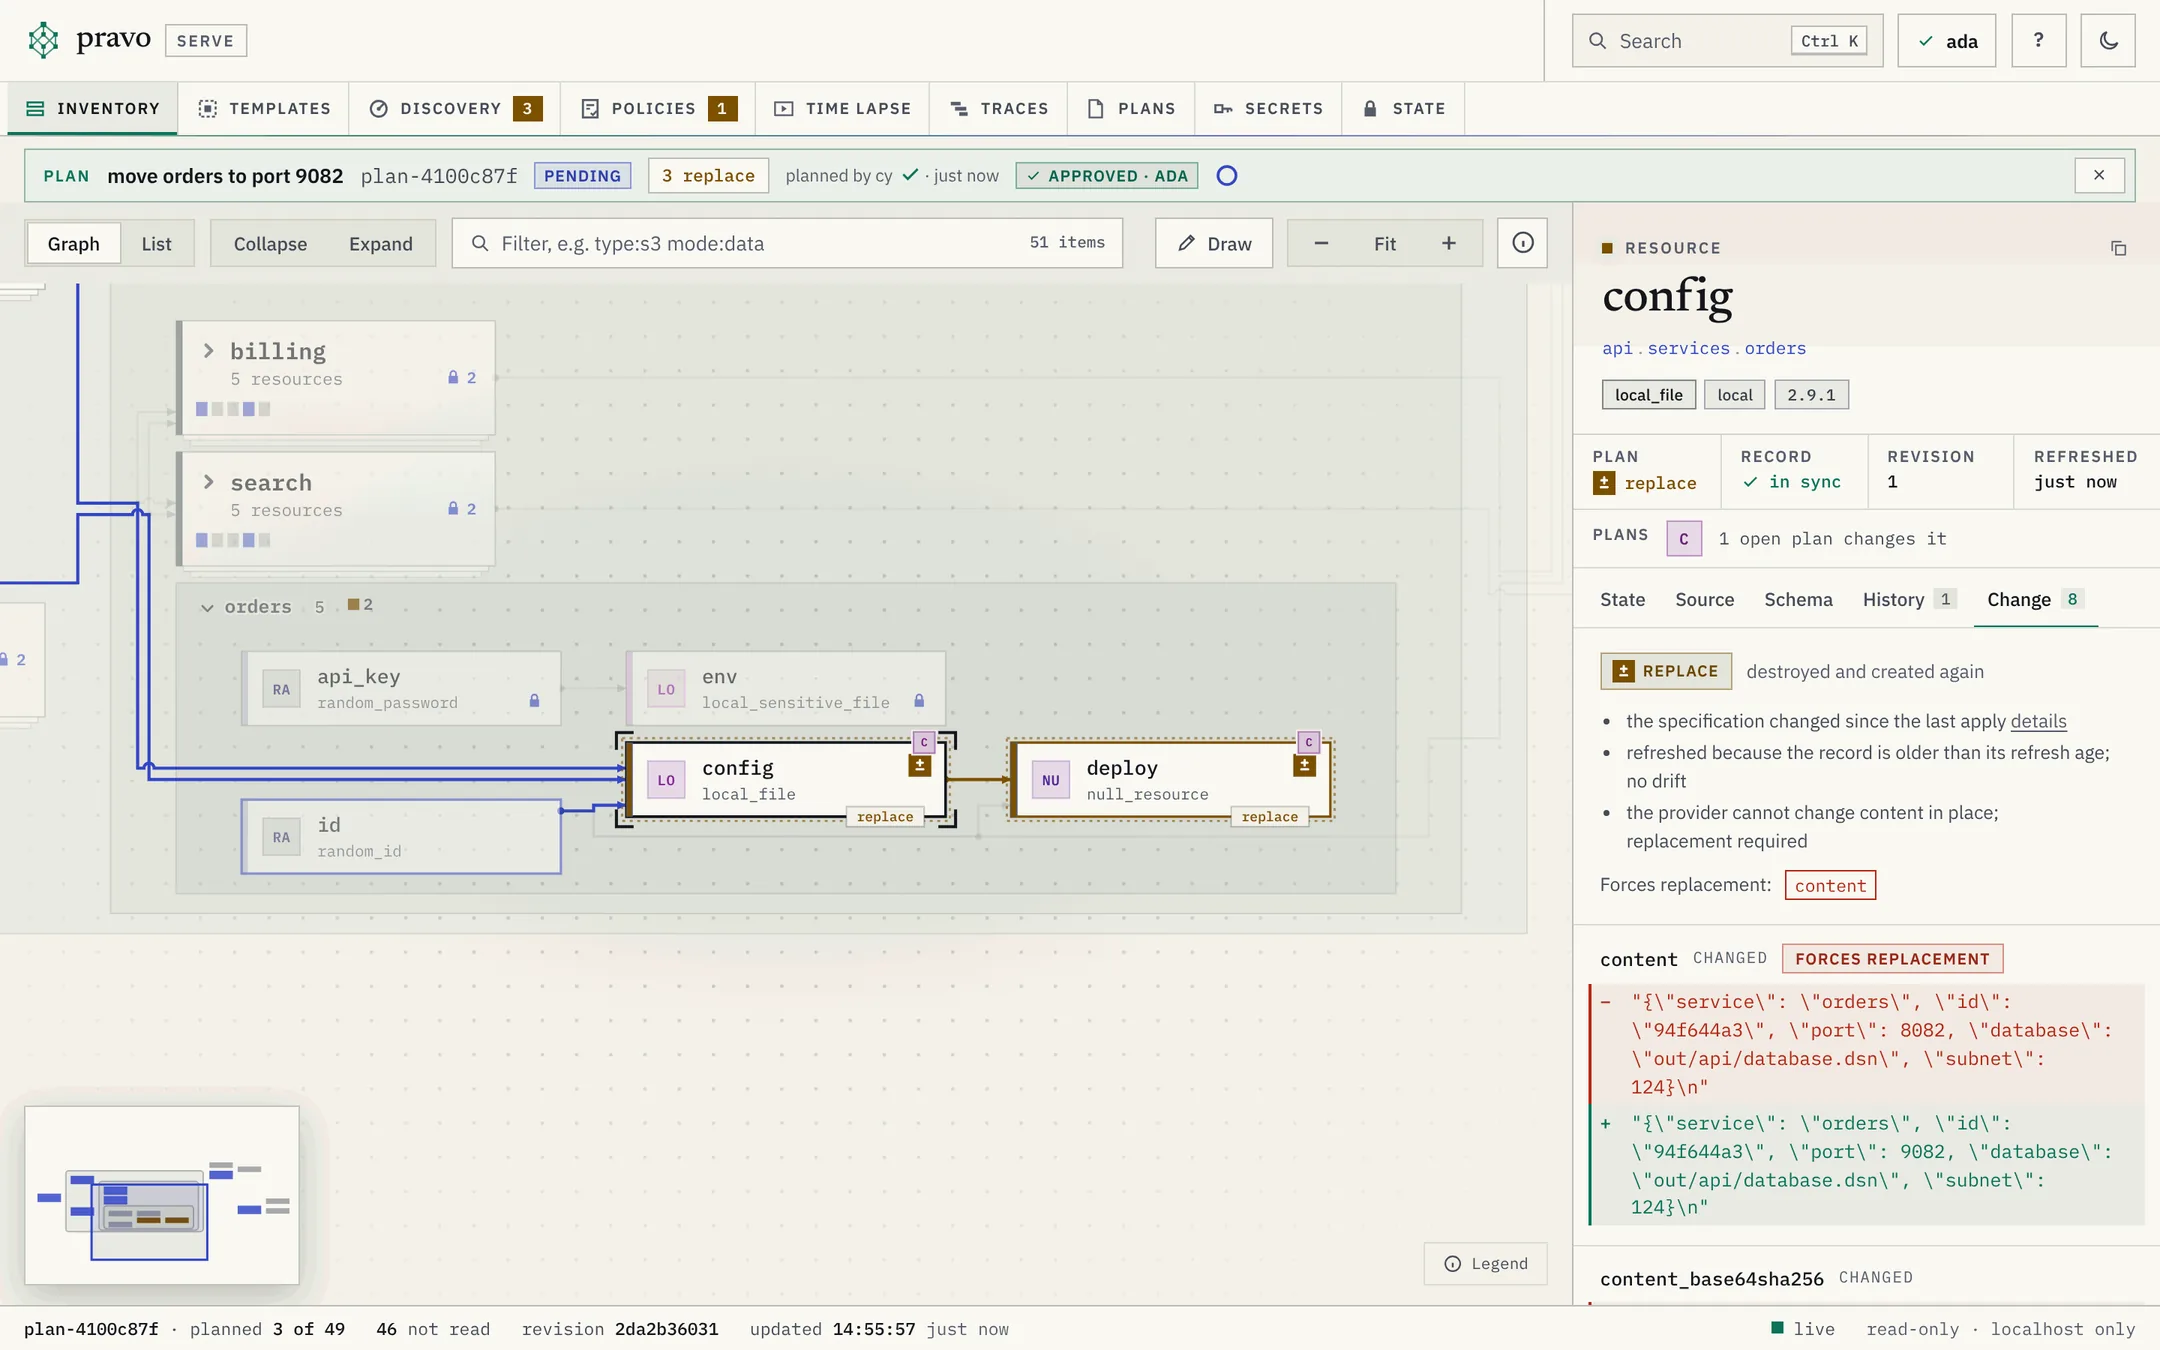 pravo SERVE Search Ctrl K ada ?
INVENTORY TEMPLATES DISCOVERY 3 POLICIES 1 TIME LAPSE TRACES PLANS SECRETS STATE
PLAN move orders to port 9082 plan-4100c87f PENDING 3 replace planned by cy · just now APPROVED · ADA ×
Graph List Collapse Expand Filter, e.g. type:s3 mode:data 51 items Draw − Fit +
billing
5 resources 2
search
5 resources 2
2
orders 5 2
RA api_key
random_password
LO env
local_sensitive_file
C
LO config ±
local_file
replace
C
NU deploy ±
null_resource
replace
RA id
random_id
Legend
RESOURCE
config
api.services.orders
local_file local 2.9.1
PLAN RECORD REVISION REFRESHED
± replace in sync 1 just now
PLANS C 1 open plan changes it
State Source Schema History 1 Change 8
± REPLACE destroyed and created again
• the specification changed since the last apply details
• refreshed because the record is older than its refresh age;
no drift
• the provider cannot change content in place;
replacement required
Forces replacement: content
content CHANGED FORCES REPLACEMENT
− "{\"service\": \"orders\", \"id\":
\"94f644a3\", \"port\": 8082, \"database\":
\"out/api/database.dsn\", \"subnet\":
124}\n"
+ "{\"service\": \"orders\", \"id\":
\"94f644a3\", \"port\": 9082, \"database\":
\"out/api/database.dsn\", \"subnet\":
124}\n"
content_base64sha256 CHANGED
plan-4100c87f · planned 3 of 49 46 not read revision 2da2b36031 updated 14:55:57 just now live read-only · localhost only